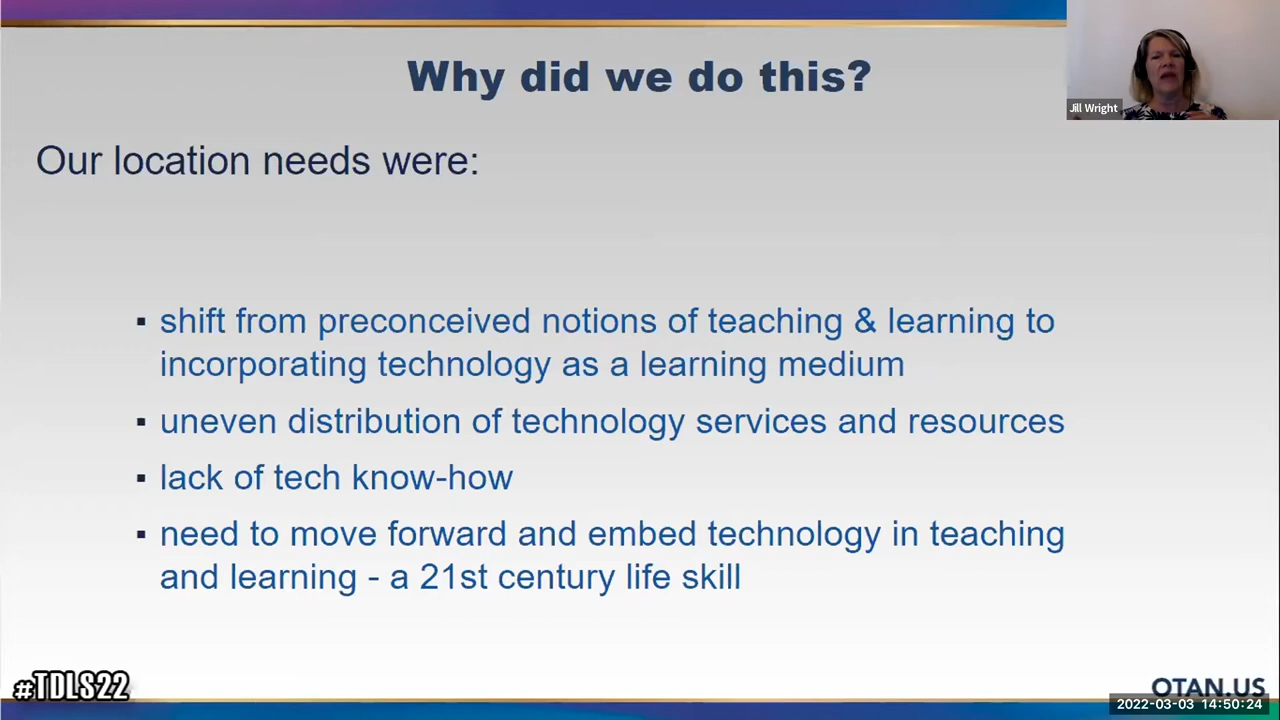 Why did we do this?
Jill Wright
Our location needs were:
▪ shift from preconceived notions of teaching & learning to
incorporating technology as a learning medium
▪ uneven distribution of technology services and resources
▪ lack of tech know-how
▪ need to move forward and embed technology in teaching
and learning - a 21st century life skill
#TDLS22
OTAN.US
2022-03-03 14:50:24